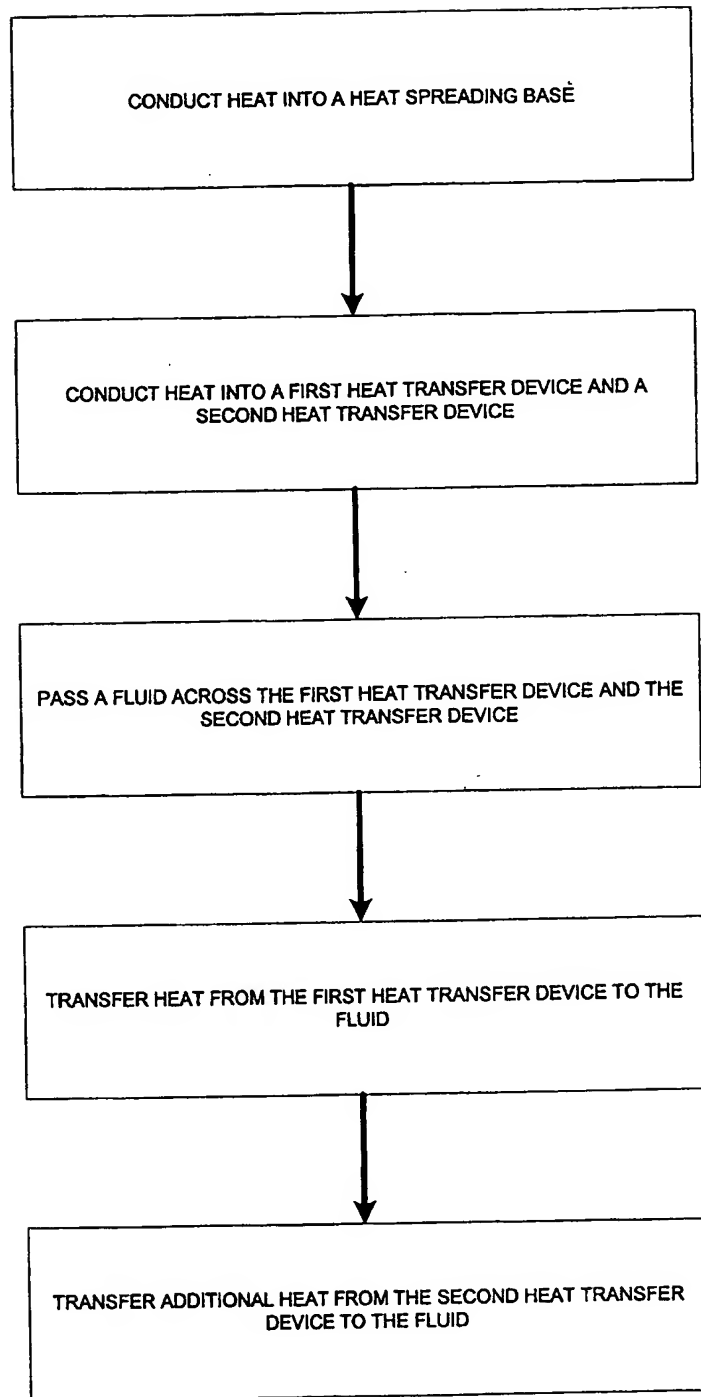 CONDUCT HEAT INTO A HEAT SPREADING BASE
CONDUCT HEAT INTO A FIRST HEAT TRANSFER DEVICE AND A
SECOND HEAT TRANSFER DEVICE
PASS A FLUID ACROSS THE FIRST HEAT TRANSFER DEVICE AND THE
SECOND HEAT TRANSFER DEVICE
TRANSFER HEAT FROM THE FIRST HEAT TRANSFER DEVICE TO THE
FLUID
TRANSFER ADDITIONAL HEAT FROM THE SECOND HEAT TRANSFER
DEVICE TO THE FLUID